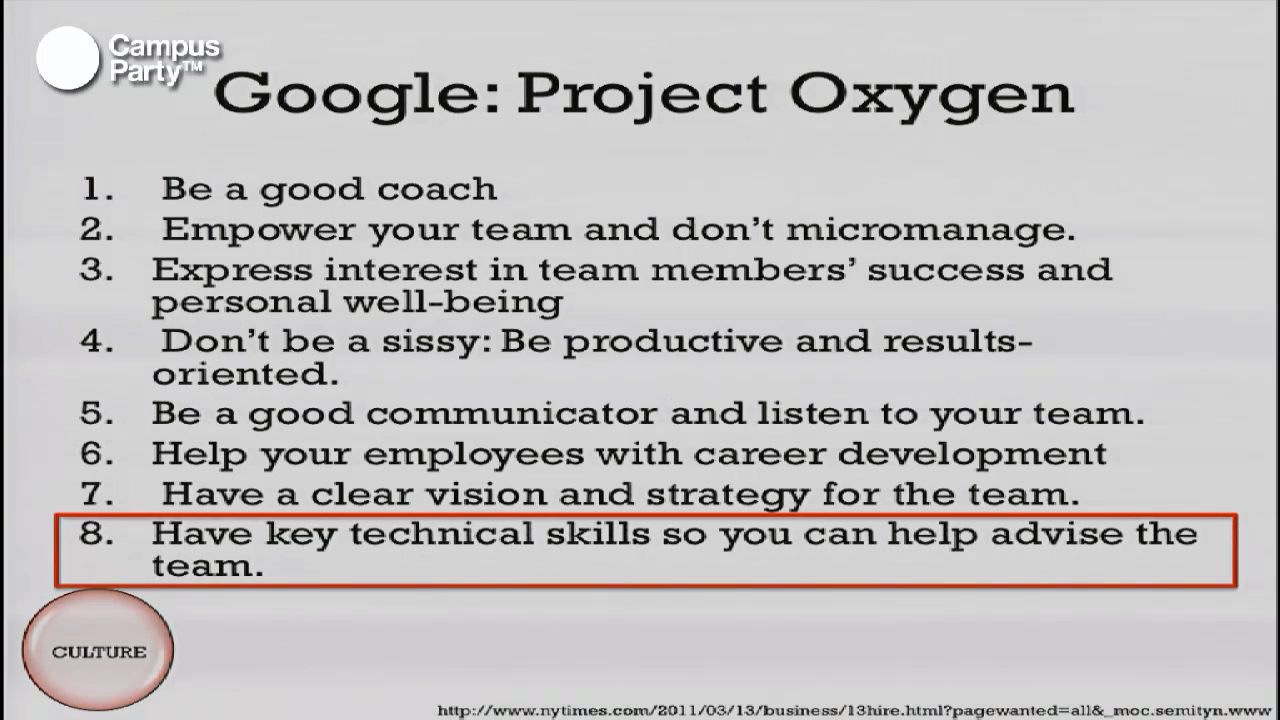 Campus
Party™
Google: Project Oxygen
1. Be a good coach
2. Empower your team and don't micromanage.
3. Express interest in team members' success and
personal well-being
4. Don't be a sissy: Be productive and results-
oriented.
5. Be a good communicator and listen to your team.
6. Help your employees with career development
7. Have a clear vision and strategy for the team.
8. Have key technical skills so you can help advise the
team.
CULTURE
http://www.nytimes.com/2011/03/13/business/13hire.html?pagewanted=all&_moc.semityn.www